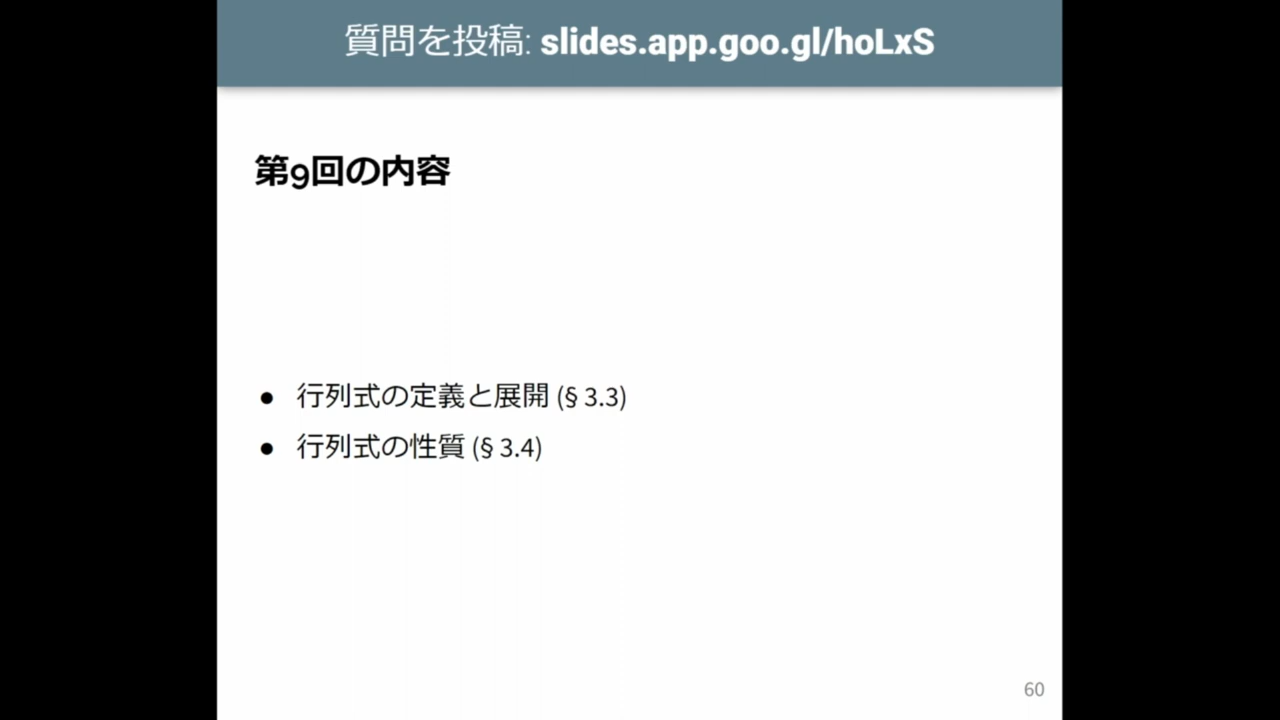 質問を投稿: slides.app.goo.gl/hoLxS
第9回の内容
● 行列式の定義と展開 (§ 3.3)
● 行列式の性質 (§ 3.4)
60